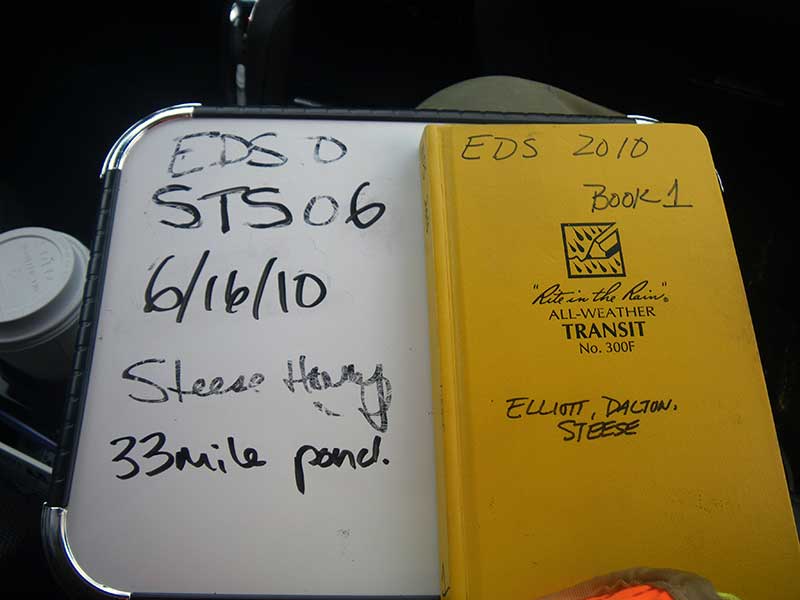 EDS 0
STS06
6/16/10
Steese
33mile pond.
EDS 2010
BOOK 1
"Rite in the Rain"®
ALL-WEATHER
TRANSIT
No. 300F
ELLIOTT, DALTON.
STEESE